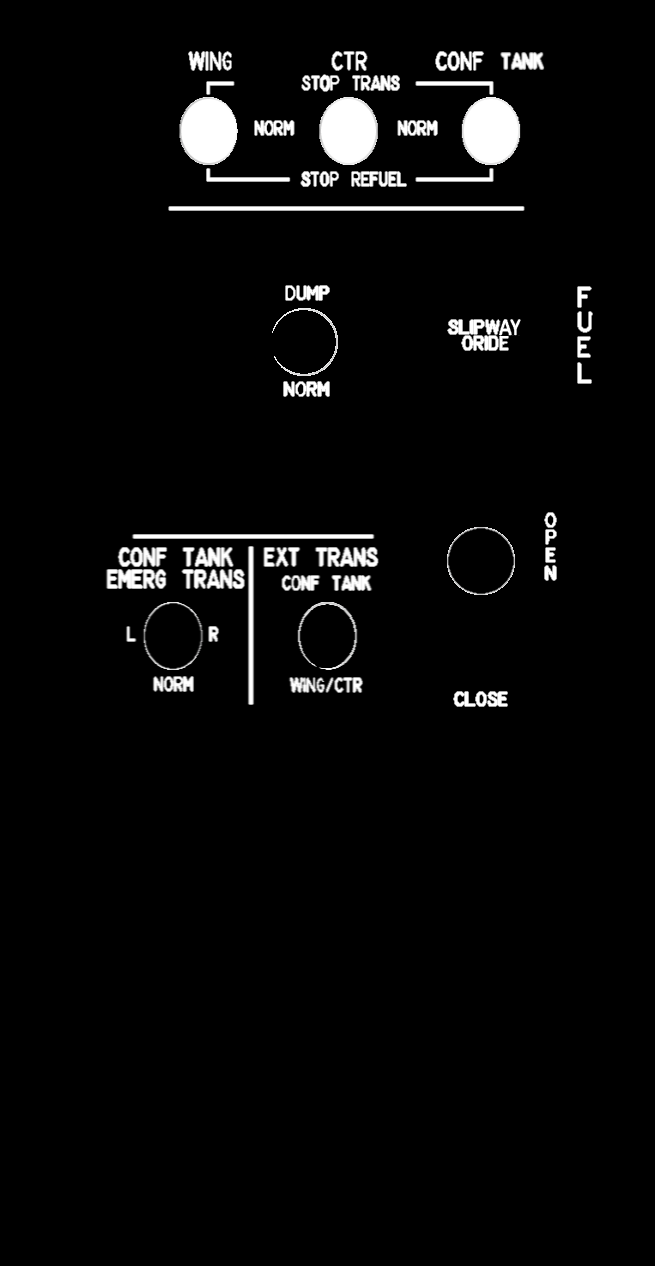 WING CTR CONF TANK
STOP TRANS
NORM NORM
STOP REFUEL
DUMP
NORM
SLIPWAY
ORIDE
FUEL
OPEN
CLOSE
CONF TANK
EMERG TRANS
L R
NORM
EXT TRANS
CONF TANK
WING/CTR